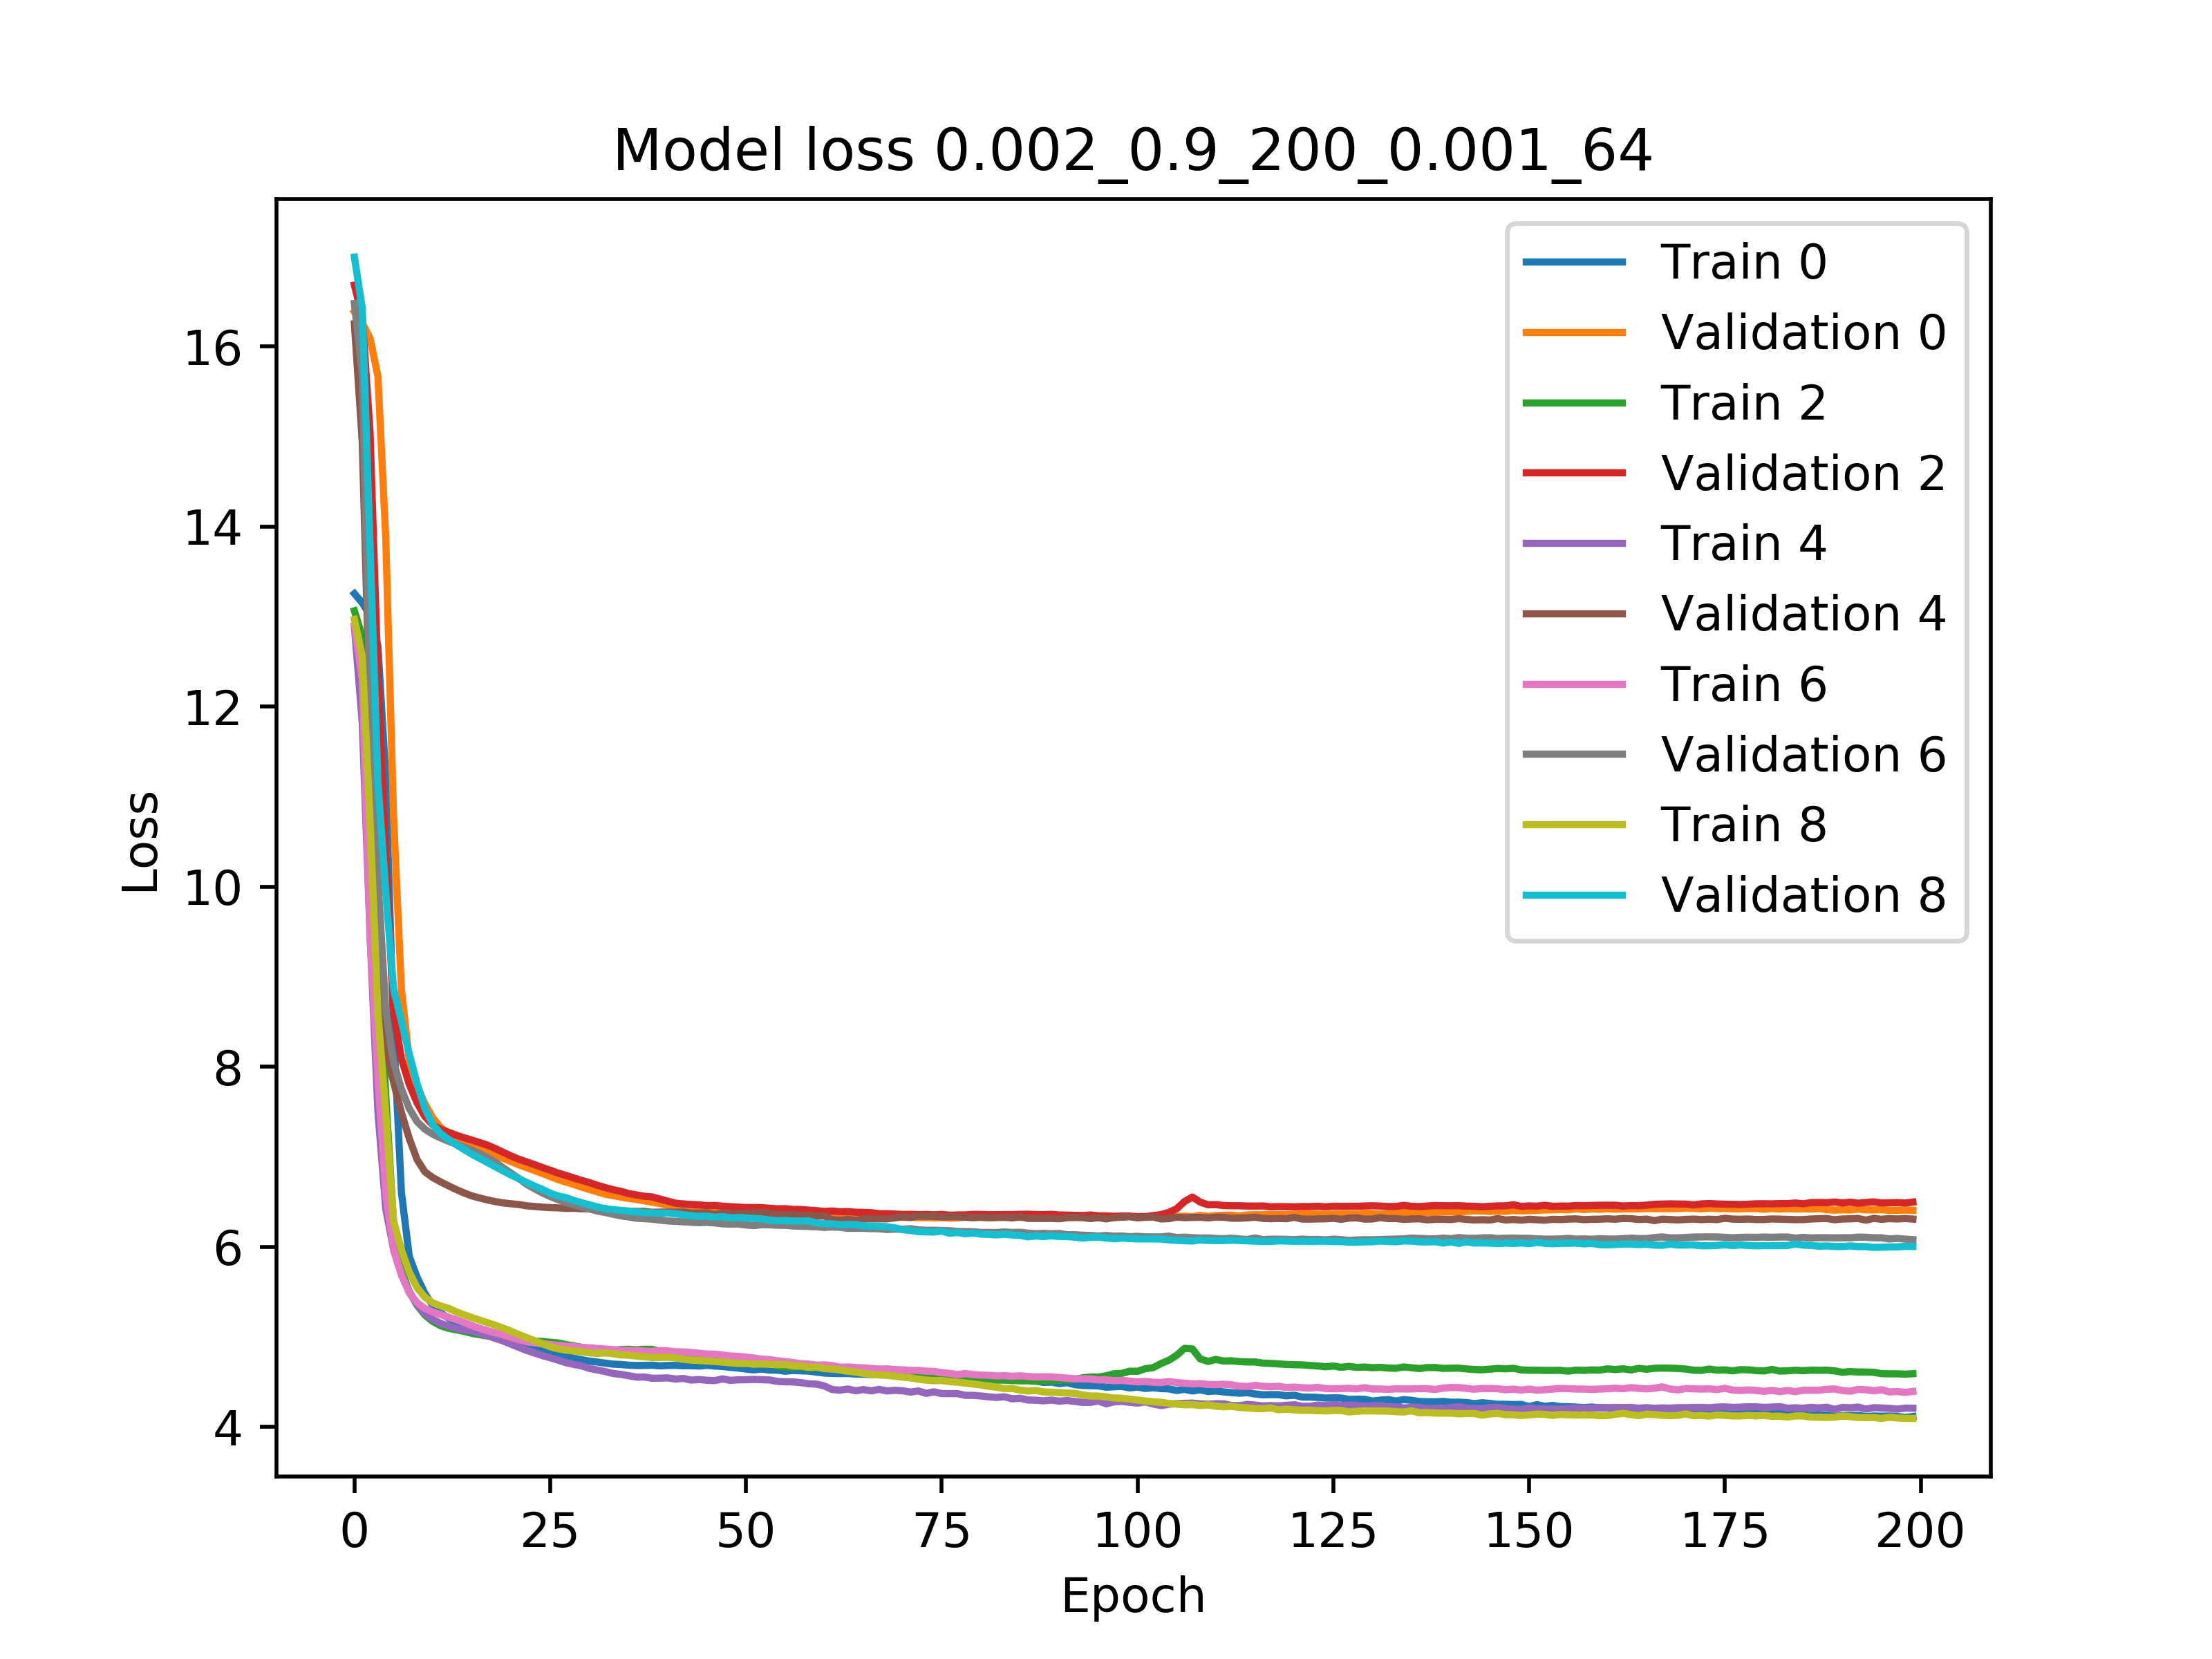 Model loss 0.002_0.9_200_0.001_64
Train 0
Validation 0
Train 2
Validation 2
Train 4
Validation 4
Train 6
Validation 6
Train 8
Validation 8
Loss
16
14
12
10
8
6
4
0 25 50 75 100 125 150 175 200
Epoch